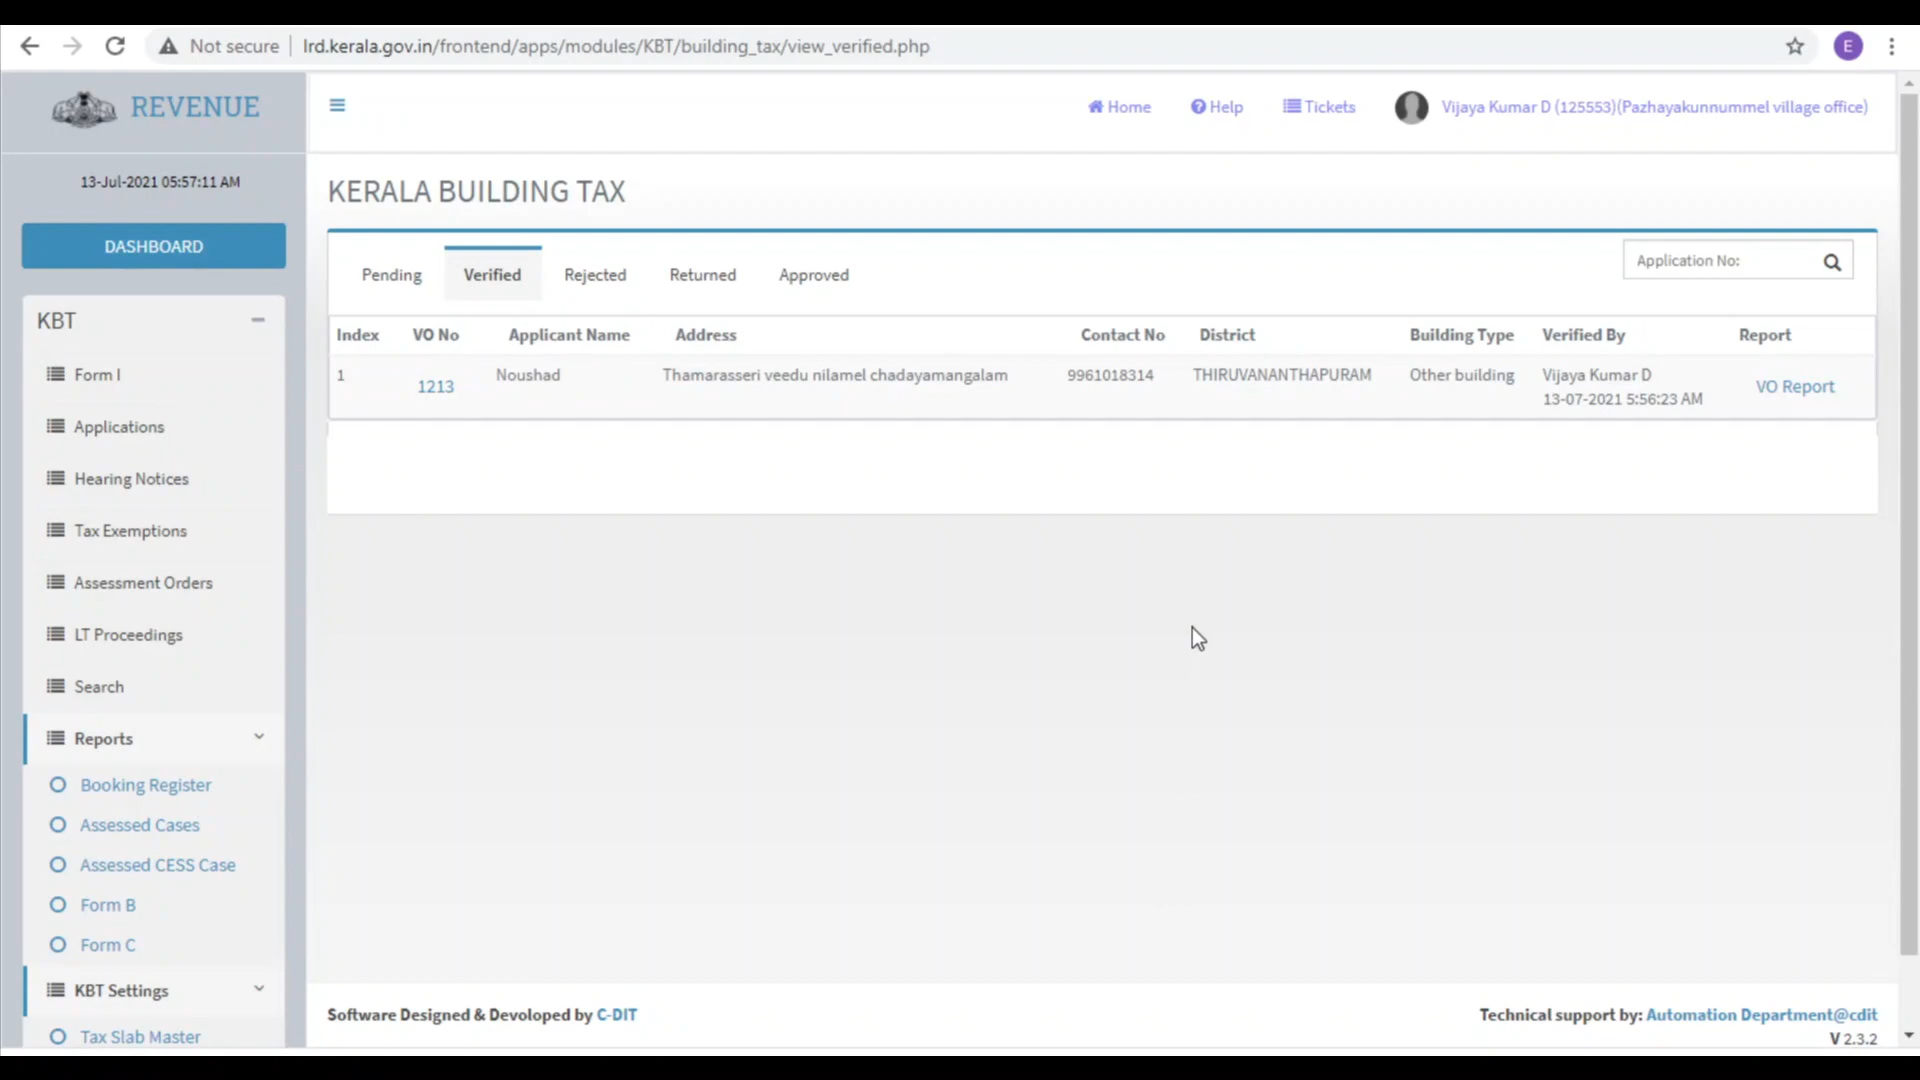 Not secure | lrd.kerala.gov.in/frontend/apps/modules/KBT/building_tax/view_verified.php
E
REVENUE
Home
Help
Tickets
Vijaya Kumar D (125553)(Pazhayakunnummel village office)
13-Jul-2021 05:57:11 AM
DASHBOARD
KBT
Form I
Applications
Hearing Notices
Tax Exemptions
Assessment Orders
LT Proceedings
Search
Reports
Booking Register
Assessed Cases
Assessed CESS Case
Form B
Form C
KBT Settings
Tax Slab Master
KERALA BUILDING TAX
Pending Verified Rejected Returned Approved
Application No:
Index VO No Applicant Name Address Contact No District Building Type Verified By Report
1 1213 Noushad Thamarasseri veedu nilamel chadayamangalam 9961018314 THIRUVANANTHAPURAM Other building Vijaya Kumar D VO Report
13-07-2021 5:56:23 AM
Software Designed & Devoloped by C-DIT
Technical support by: Automation Department@cdit
V 2.3.2